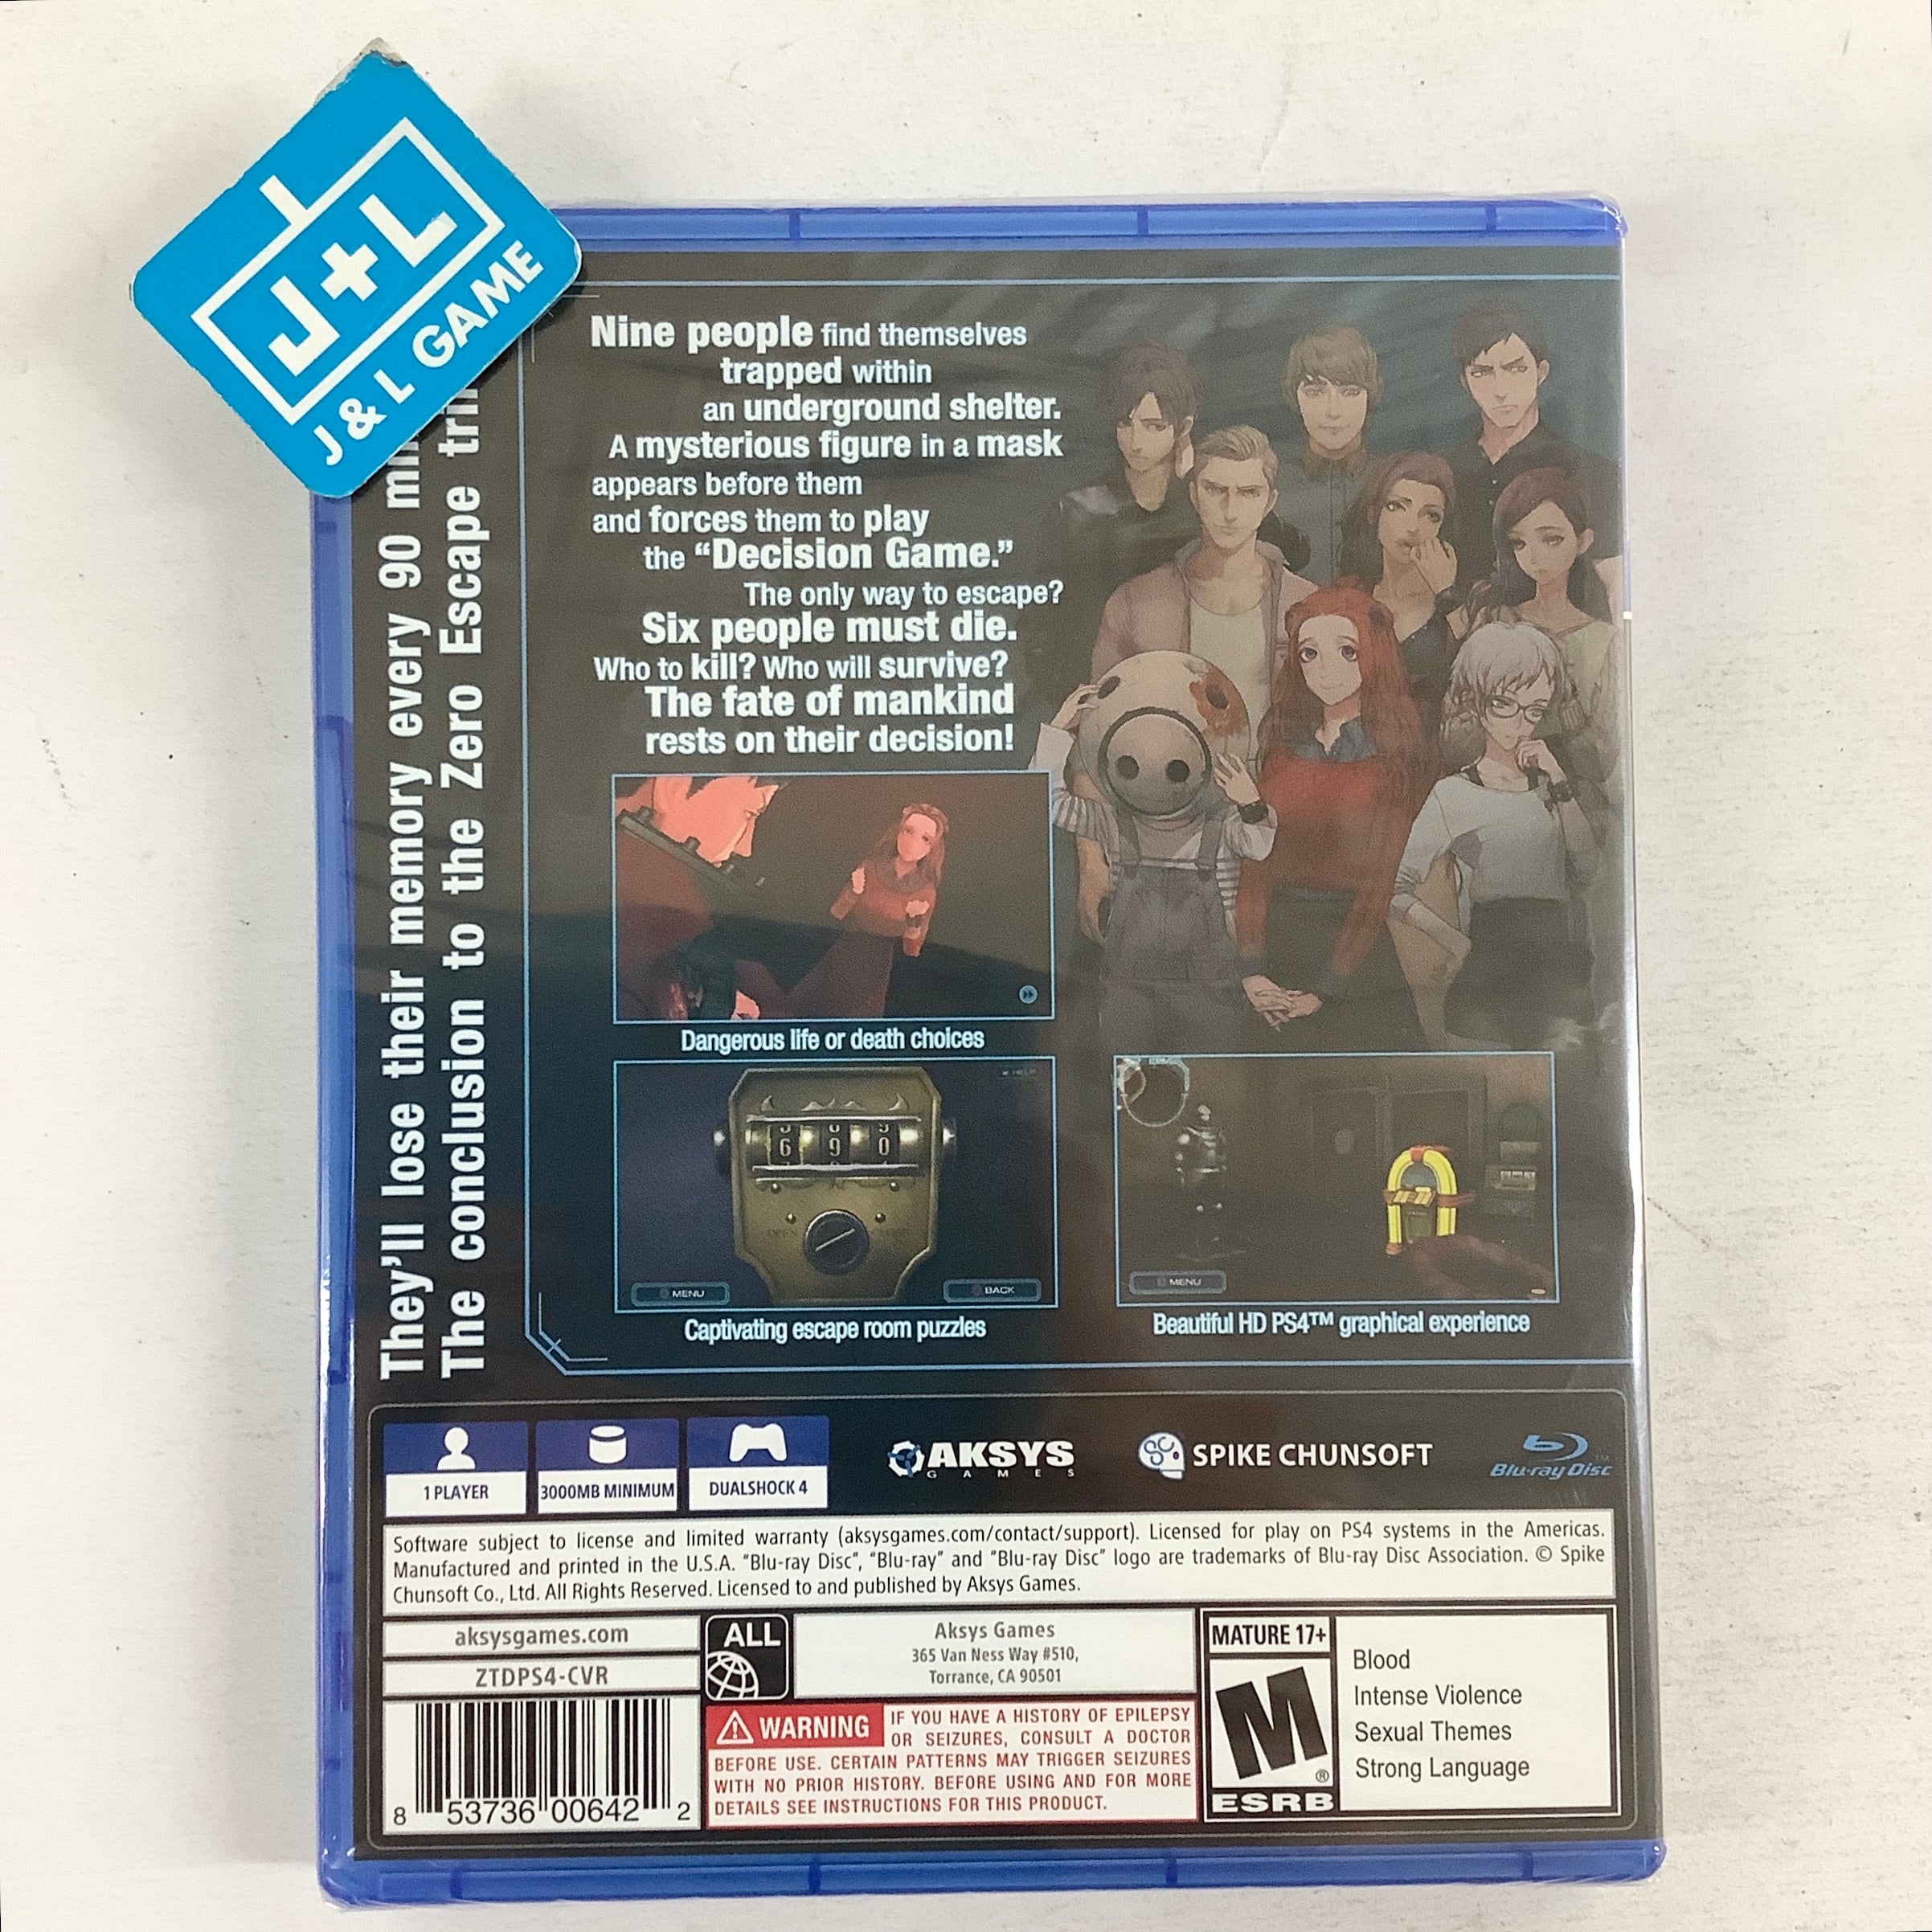 J+L
J & L GAME
They'll lose their memory every 90
The conclusion to the Zero Escape
Nine people find themselves
trapped within
an underground shelter.
A mysterious figure in a mask
appears before them
and forces them to play
the “Decision Game.”
The only way to escape?
Six people must die.
Who to kill? Who will survive?
The fate of mankind
rests on their decision!
Dangerous life or death choices
HELP
6 9 0
OPEN
MENU
BACK
Captivating escape room puzzles
MENU
Beautiful HD PS4™ graphical experience
1 PLAYER
3000MB MINIMUM
DUALSHOCK 4
AKSYS
GAMES
SPIKE CHUNSOFT
Blu-ray Disc™
Software subject to license and limited warranty (aksysgames.com/contact/support). Licensed for play on PS4 systems in the Americas.
Manufactured and printed in the U.S.A. “Blu-ray Disc”, “Blu-ray” and “Blu-ray Disc” logo are trademarks of Blu-ray Disc Association. © Spike
Chunsoft Co., Ltd. All Rights Reserved. Licensed to and published by Aksys Games.
aksysgames.com
ZTDPS4-CVR
8 53736 00642 2
ALL
Aksys Games
365 Van Ness Way #510,
Torrance, CA 90501
WARNING IF YOU HAVE A HISTORY OF EPILEPSY
OR SEIZURES, CONSULT A DOCTOR
BEFORE USE. CERTAIN PATTERNS MAY TRIGGER SEIZURES
WITH NO PRIOR HISTORY. BEFORE USING AND FOR MORE
DETAILS SEE INSTRUCTIONS FOR THIS PRODUCT.
MATURE 17+
M®
ESRB
Blood
Intense Violence
Sexual Themes
Strong Language